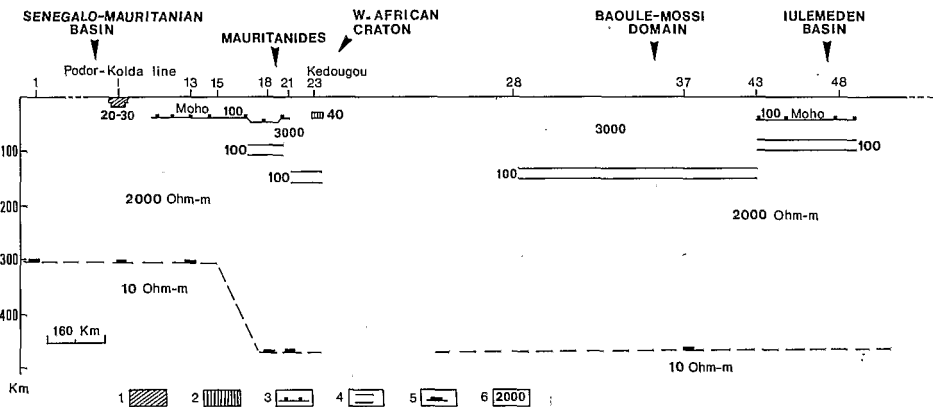 SENEGALO-MAURITANIAN
BASIN
MAURITANIDES
W. AFRICAN
CRATON
BAOULE-MOSSI
DOMAIN
IULEMEDEN
BASIN
Podor-Kolda line
Kedougou
1 13 15 18 21 23 28 37 43 48
20-30
Moho 100
40
3000
3000
100 Moho
100
100
100
100
100
2000 Ohm-m
200
2000 Ohm-m
300
10 Ohm-m
400
160 Km
10 Ohm-m
Km
1 2 3 4 5 6 2000